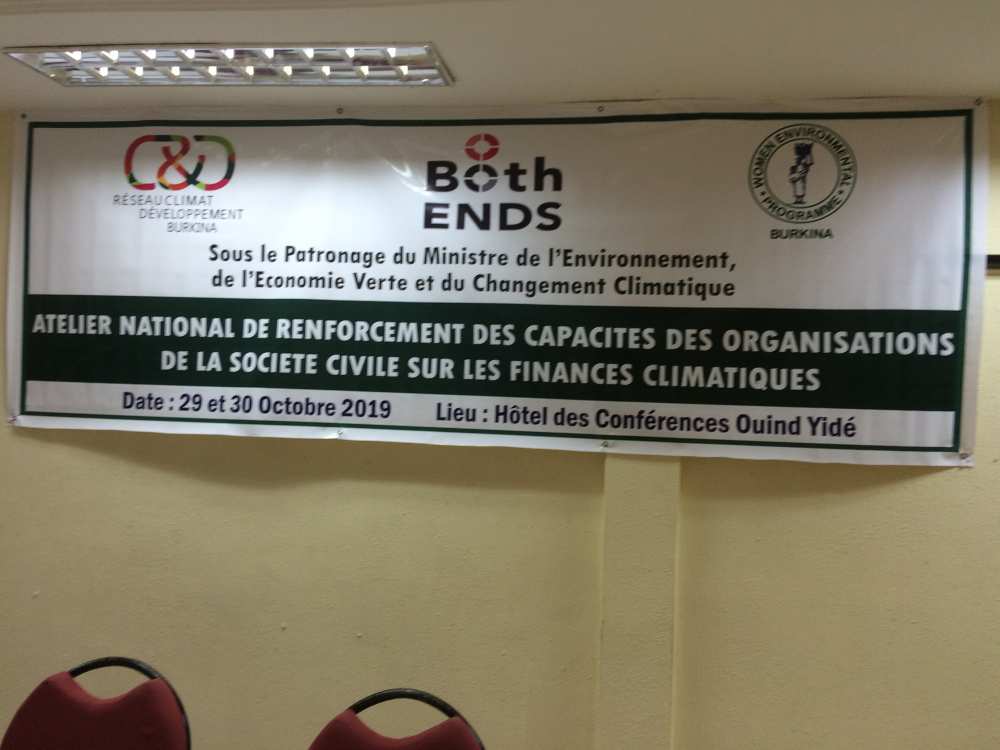 C&D
RÉSEAU CLIMAT
DÉVELOPPEMENT
BURKINA
Both
ENDS
WOMEN ENVIRONMENTAL
• PROGRAMME •
BURKINA
Sous le Patronage du Ministre de l'Environnement,
de l'Economie Verte et du Changement Climatique
ATELIER NATIONAL DE RENFORCEMENT DES CAPACITES DES ORGANISATIONS
DE LA SOCIETE CIVILE SUR LES FINANCES CLIMATIQUES
Date : 29 et 30 Octobre 2019 Lieu : Hôtel des Conférences Ouind Yidé